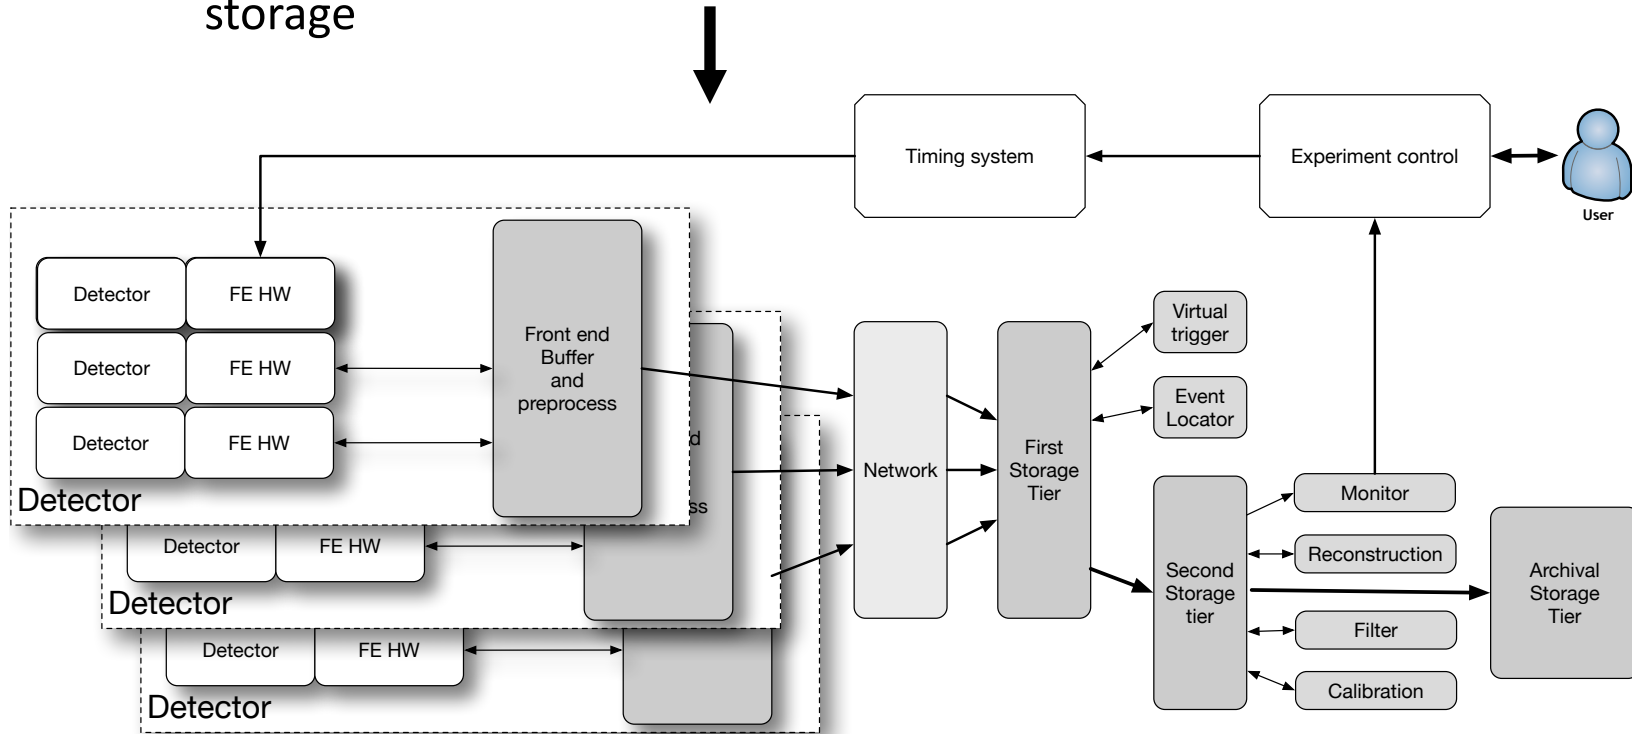 storage
Timing system
Experiment control
User
Detector
FE HW
Detector
FE HW
Detector
FE HW
Front end
Buffer
and
preprocess
Detector
d
ss
Detector
FE HW
Detector
Detector
FE HW
Detector
Network
First
Storage
Tier
Virtual
trigger
Event
Locator
Second
Storage
tier
Monitor
Reconstruction
Filter
Calibration
Archival
Storage
Tier